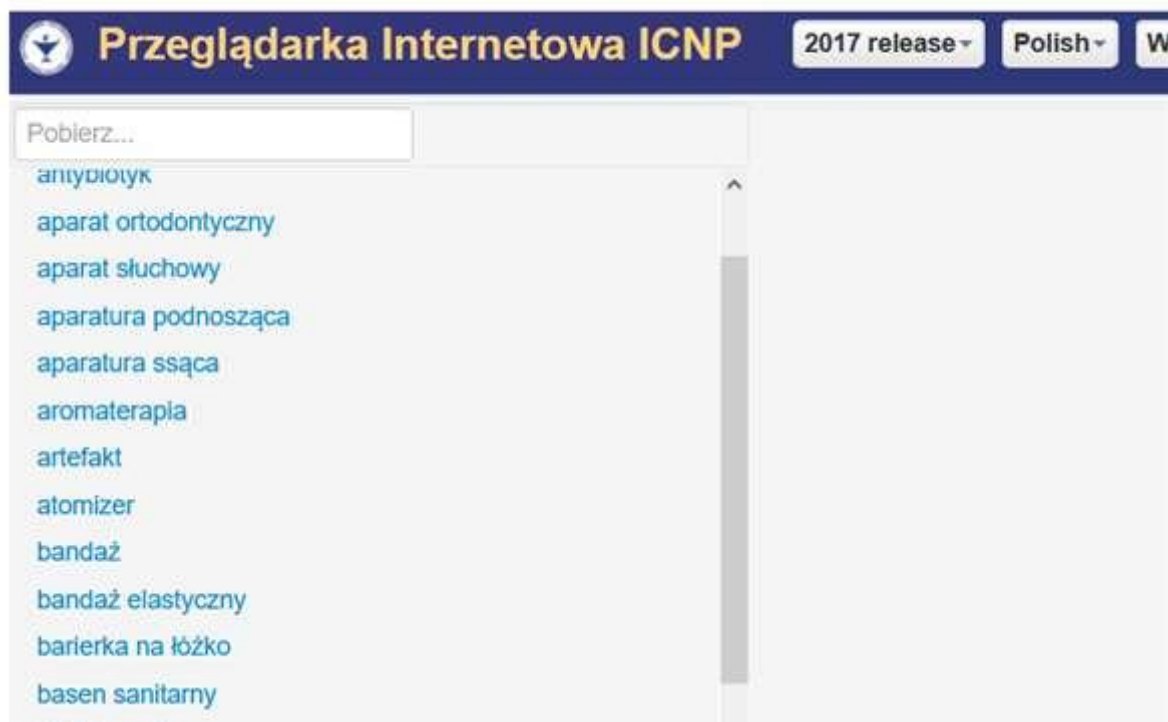 Przeglądarka Internetowa ICNP 2017 release Polish W
Pobierz...
antybiotyk
aparat ortodontyczny
aparat słuchowy
aparatura podnosząca
aparatura ssąca
aromaterapia
artefakt
atomizer
bandaż
bandaż elastyczny
barierka na łóżko
basen sanitarny